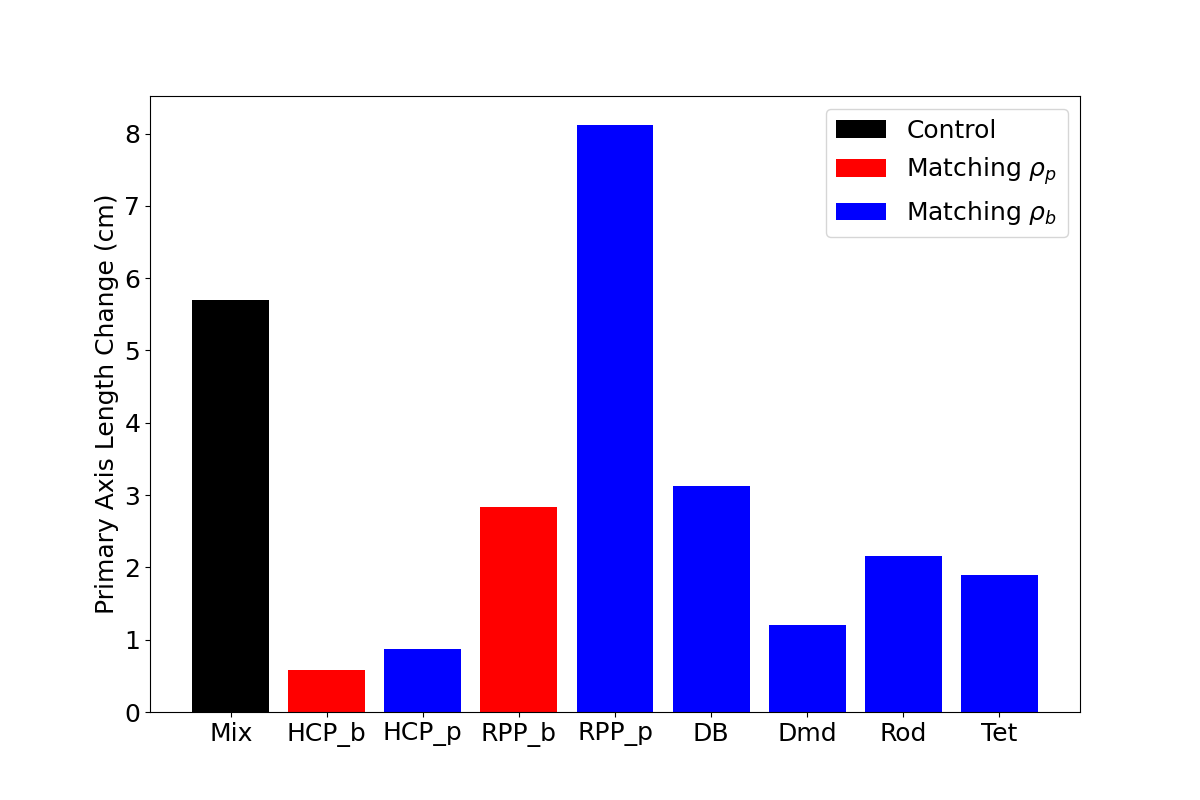 Primary Axis Length Change (cm)
8
7
6
5
4
3
2
1
0
Control
Matching ρ_p
Matching ρ_b
Mix HCP_b HCP_p RPP_b RPP_p DB Dmd Rod Tet